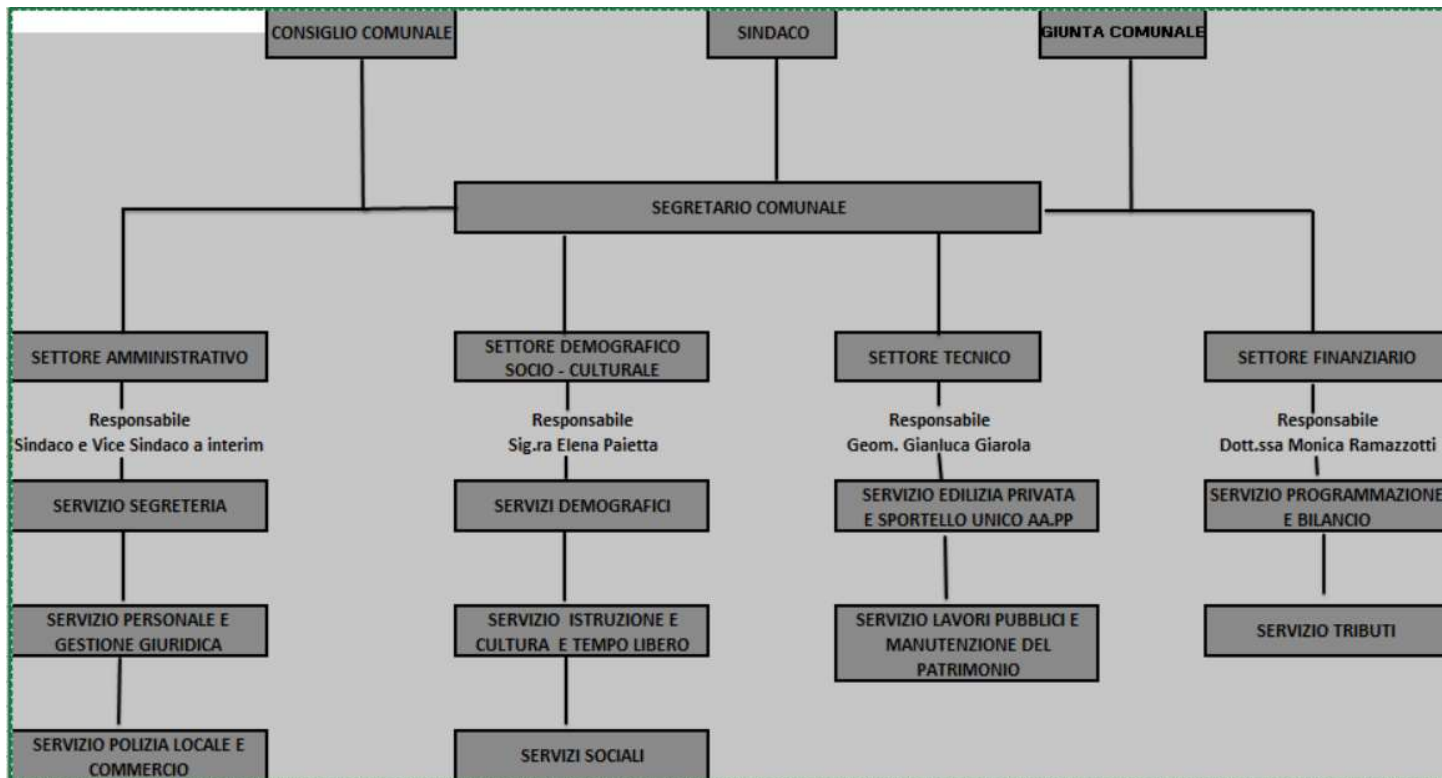 CONSIGLIO COMUNALE
SINDACO
GIUNTA COMUNALE
SEGRETARIO COMUNALE
SETTORE AMMINISTRATIVO
Responsabile
Sindaco e Vice Sindaco a interim
SERVIZIO SEGRETERIA
SERVIZIO PERSONALE E
GESTIONE GIURIDICA
SERVIZIO POLIZIA LOCALE E
COMMERCIO
SETTORE DEMOGRAFICO
SOCIO - CULTURALE
Responsabile
Sig.ra Elena Paietta
SERVIZI DEMOGRAFICI
SERVIZIO ISTRUZIONE E
CULTURA E TEMPO LIBERO
SERVIZI SOCIALI
SETTORE TECNICO
Responsabile
Geom. Gianluca Giarola
SERVIZIO EDILIZIA PRIVATA
E SPORTELLO UNICO AA.PP
SERVIZIO LAVORI PUBBLICI E
MANUTENZIONE DEL
PATRIMONIO
SETTORE FINANZIARIO
Responsabile
Dott.ssa Monica Ramazzotti
SERVIZIO PROGRAMMAZIONE
E BILANCIO
SERVIZIO TRIBUTI